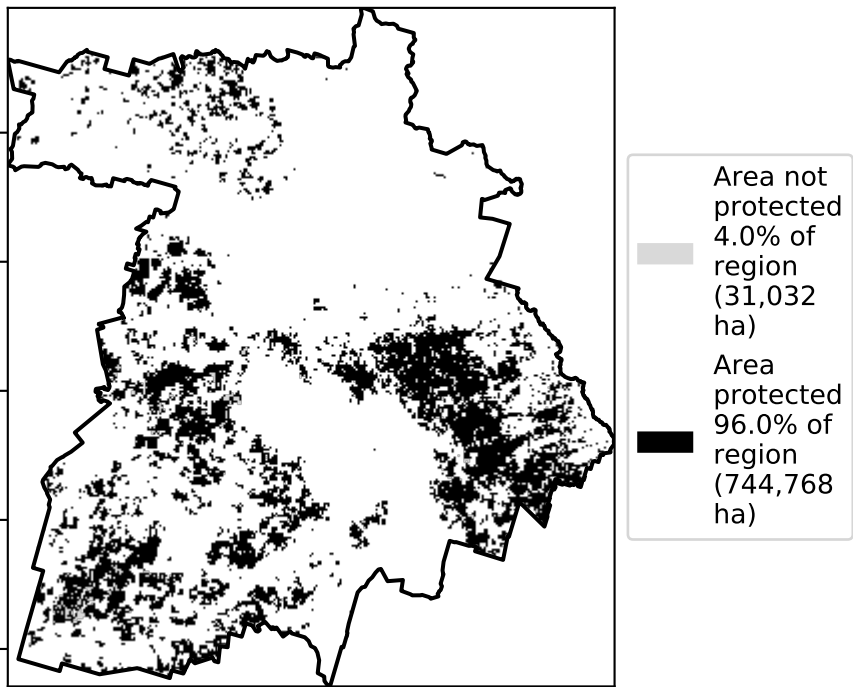 Area not
protected
4.0% of
region
(31,032
ha)
Area
protected
96.0% of
region
(744,768
ha)